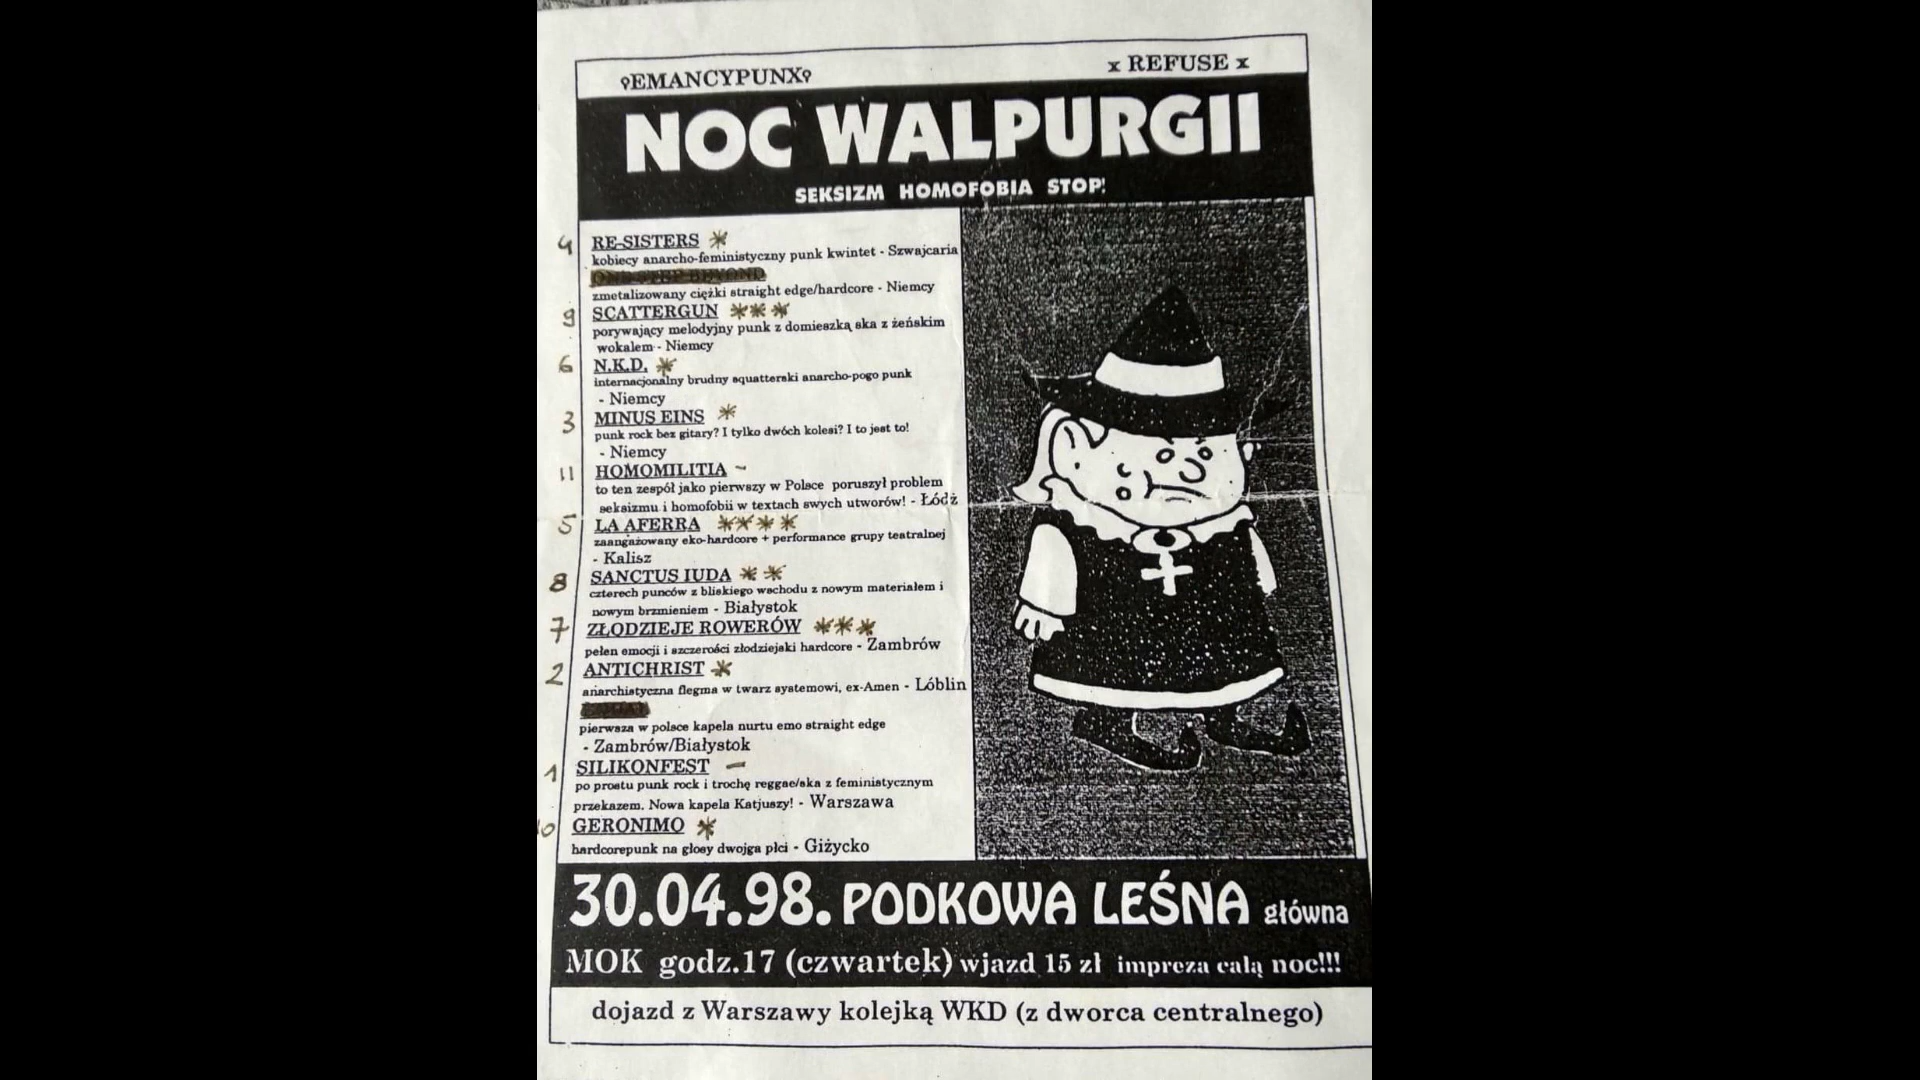 ♀EMANCYPUNX♀
x REFUSE x
NOC WALPURGII
SEKSIZM HOMOFOBIA STOP!
4 RE-SISTERS *
kobiecy anarcho-feministyczny punk kwintet - Szwajcaria
ONE STEP BEYOND
zmetalizowany ciężki straight edge/hardcore - Niemcy
9 SCATTERGUN * * *
porywający melodyjny punk z domieszką ska z żeńskim
wokalem - Niemcy
6 N.K.D. *
internacjonalny brudny squatterski anarcho-pogo punk
- Niemcy
3 MINUS EINS *
punk rock bez gitary? I tylko dwóch kolesi? I to jest to!
- Niemcy
11 HOMOMILITIA -
to ten zespół jako pierwszy w Polsce poruszył problem
seksizmu i homofobii w textach swych utworów! - Łódź
5 LA AFERRA * * * *
zaangażowany eko-hardcore + performance grupy teatralnej
- Kalisz
8 SANCTUS IUDA * *
czterech punców z bliskiego wschodu z nowym materiałem i
nowym brzmieniem - Białystok
7 ZŁODZIEJE ROWERÓW * * *
pełen emocji i szczerości złodziejski hardcore - Zambrów
2 ANTICHRIST *
anarchistyczna flegma w twarz systemowi, ex-Amen - Lóblin
pierwsza w polsce kapela nurtu emo straight edge
- Zambrów/Białystok
1 SILIKONFEST -
po prostu punk rock i trochę reggae/ska z feministycznym
przekazem. Nowa kapela Katjuszy! - Warszawa
10 GERONIMO *
hardcorepunk na głosy dwojga płci - Giżycko
30.04.98. PODKOWA LEŚNA główna
MOK godz.17 (czwartek) wjazd 15 zł impreza całą noc!!!
dojazd z Warszawy kolejką WKD (z dworca centralnego)